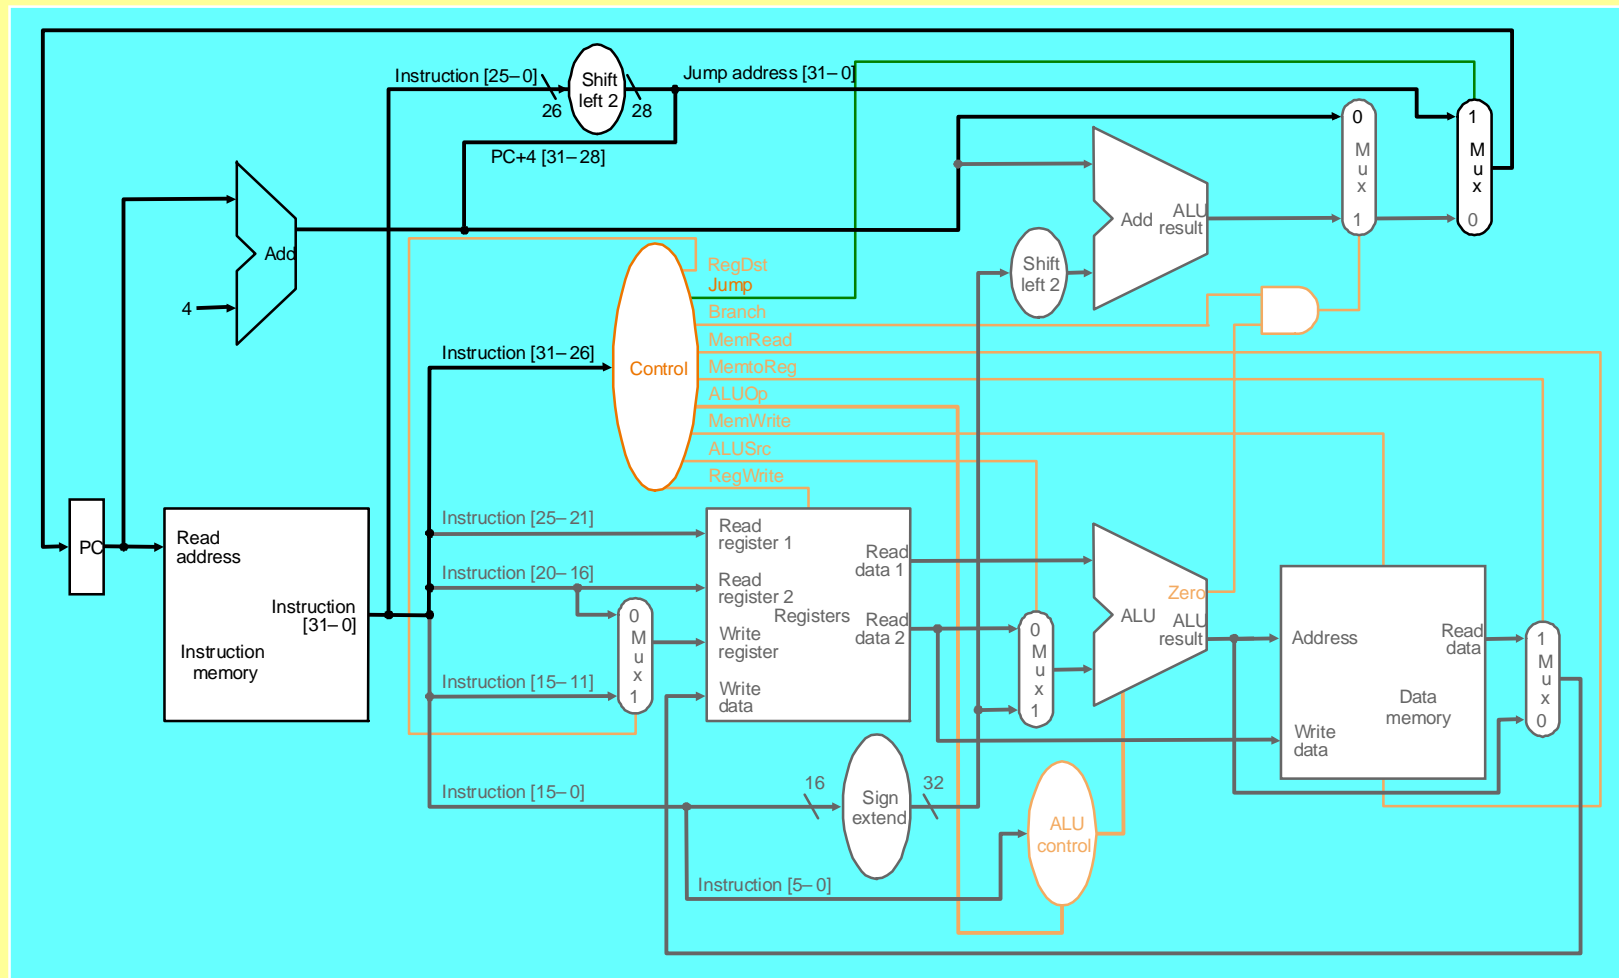 Instruction [25–0]
26
Shift
left 2
28
Jump address [31–0]
PC+4 [31–28]
Add
4
0
M
u
x
1
1
M
u
x
0
Add
ALU
result
Shift
left 2
RegDst
Jump
Branch
MemRead
MemtoReg
ALUOp
MemWrite
ALUSrc
RegWrite
Control
Instruction [31–26]
PC
Read
address
Instruction
[31–0]
Instruction
memory
Instruction [25–21]
Instruction [20–16]
Instruction [15–11]
0
M
u
x
1
Read
register 1
Read
register 2
Write
register
Write
data
Registers
Read
data 1
Read
data 2
0
M
u
x
1
Zero
ALU
ALU
result
Address
Write
data
Read
data
Data
memory
1
M
u
x
0
Instruction [15–0]
16
Sign
extend
32
ALU
control
Instruction [5–0]